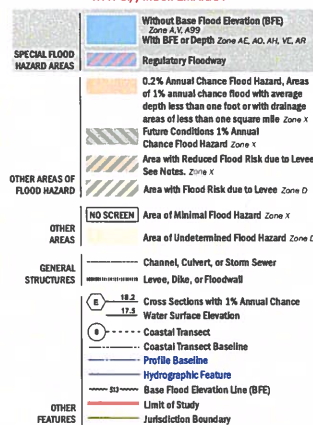 Without Base Flood Elevation (BFE)
Zone A,V, A99
With BFE or Depth Zone AE, AO, AH, VE, AR
SPECIAL FLOOD
HAZARD AREAS
Regulatory Floodway
0.2% Annual Chance Flood Hazard, Areas
of 1% annual chance flood with average
depth less than one foot or with drainage
areas of less than one square mile Zone X
Future Conditions 1% Annual
Chance Flood Hazard Zone X
Area with Reduced Flood Risk due to Levee
See Notes. Zone X
OTHER AREAS OF
FLOOD HAZARD
Area with Flood Risk due to Levee Zone D
NO SCREEN Area of Minimal Flood Hazard Zone X
OTHER
AREAS
Area of Undetermined Flood Hazard Zone D
GENERAL
STRUCTURES
Channel, Culvert, or Storm Sewer
Levee, Dike, or Floodwall
E 18.2 Cross Sections with 1% Annual Chance
17.5 Water Surface Elevation
8 Coastal Transect
Coastal Transect Baseline
Profile Baseline
Hydrographic Feature
513 Base Flood Elevation Line (BFE)
OTHER
FEATURES
Limit of Study
Jurisdiction Boundary